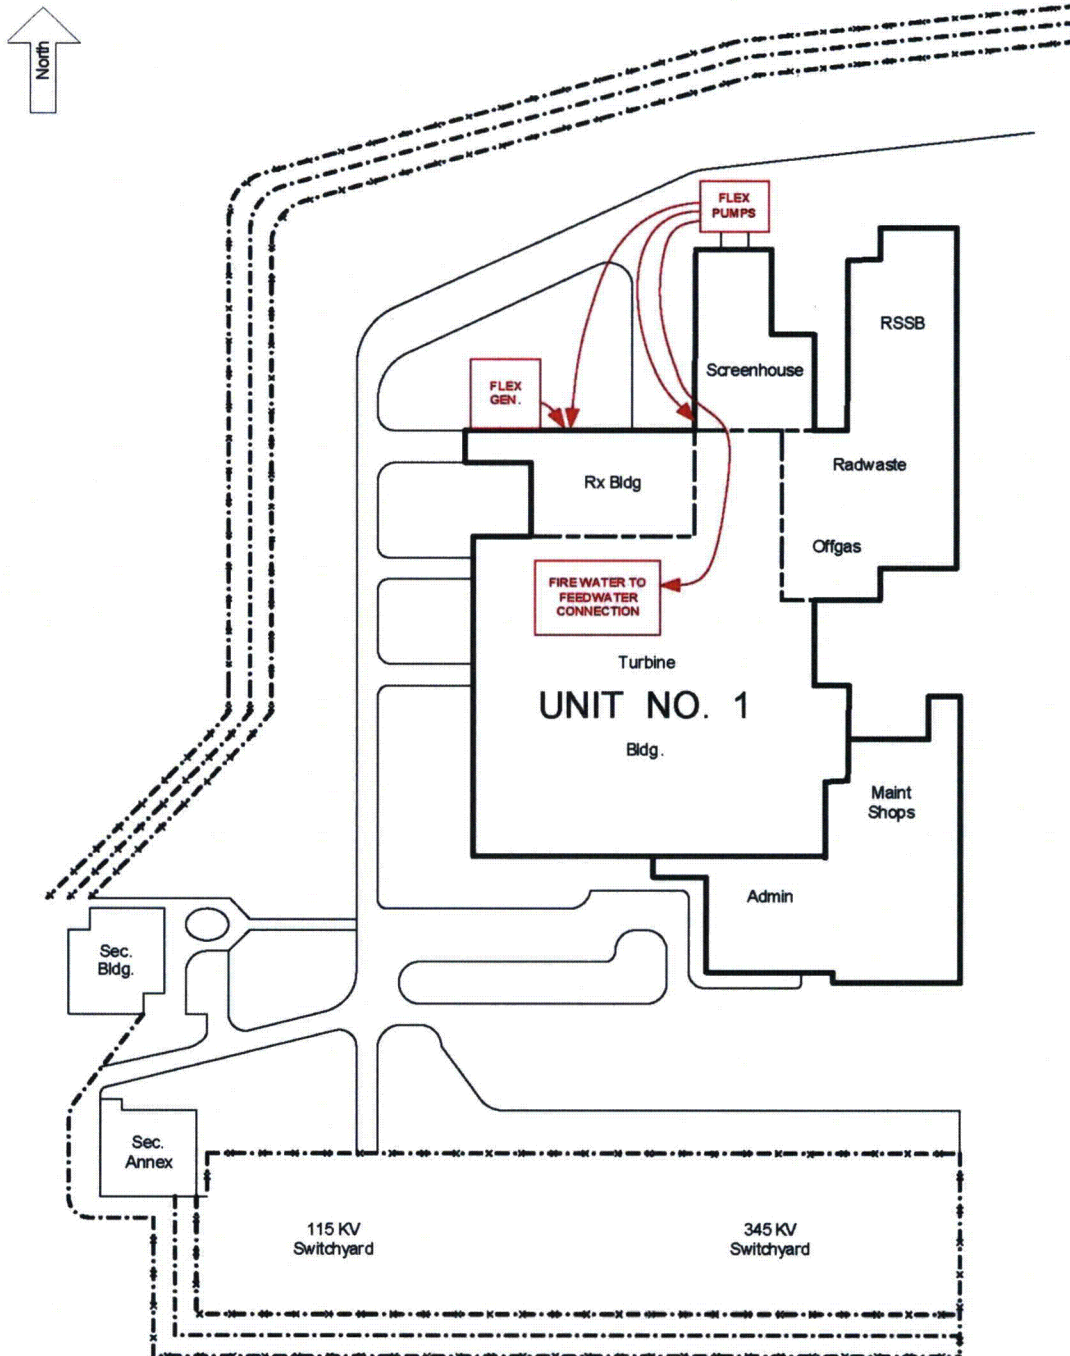 North
FLEX
PUMPS
RSSB
Screenhouse
FLEX
GEN.
Radwaste
Rx Bldg
Offgas
FIRE WATER TO
FEEDWATER
CONNECTION
Turbine
UNIT NO. 1
Bldg.
Maint
Shops
Admin
Sec.
Bldg.
Sec.
Annex
115 KV
Switchyard
345 KV
Switchyard